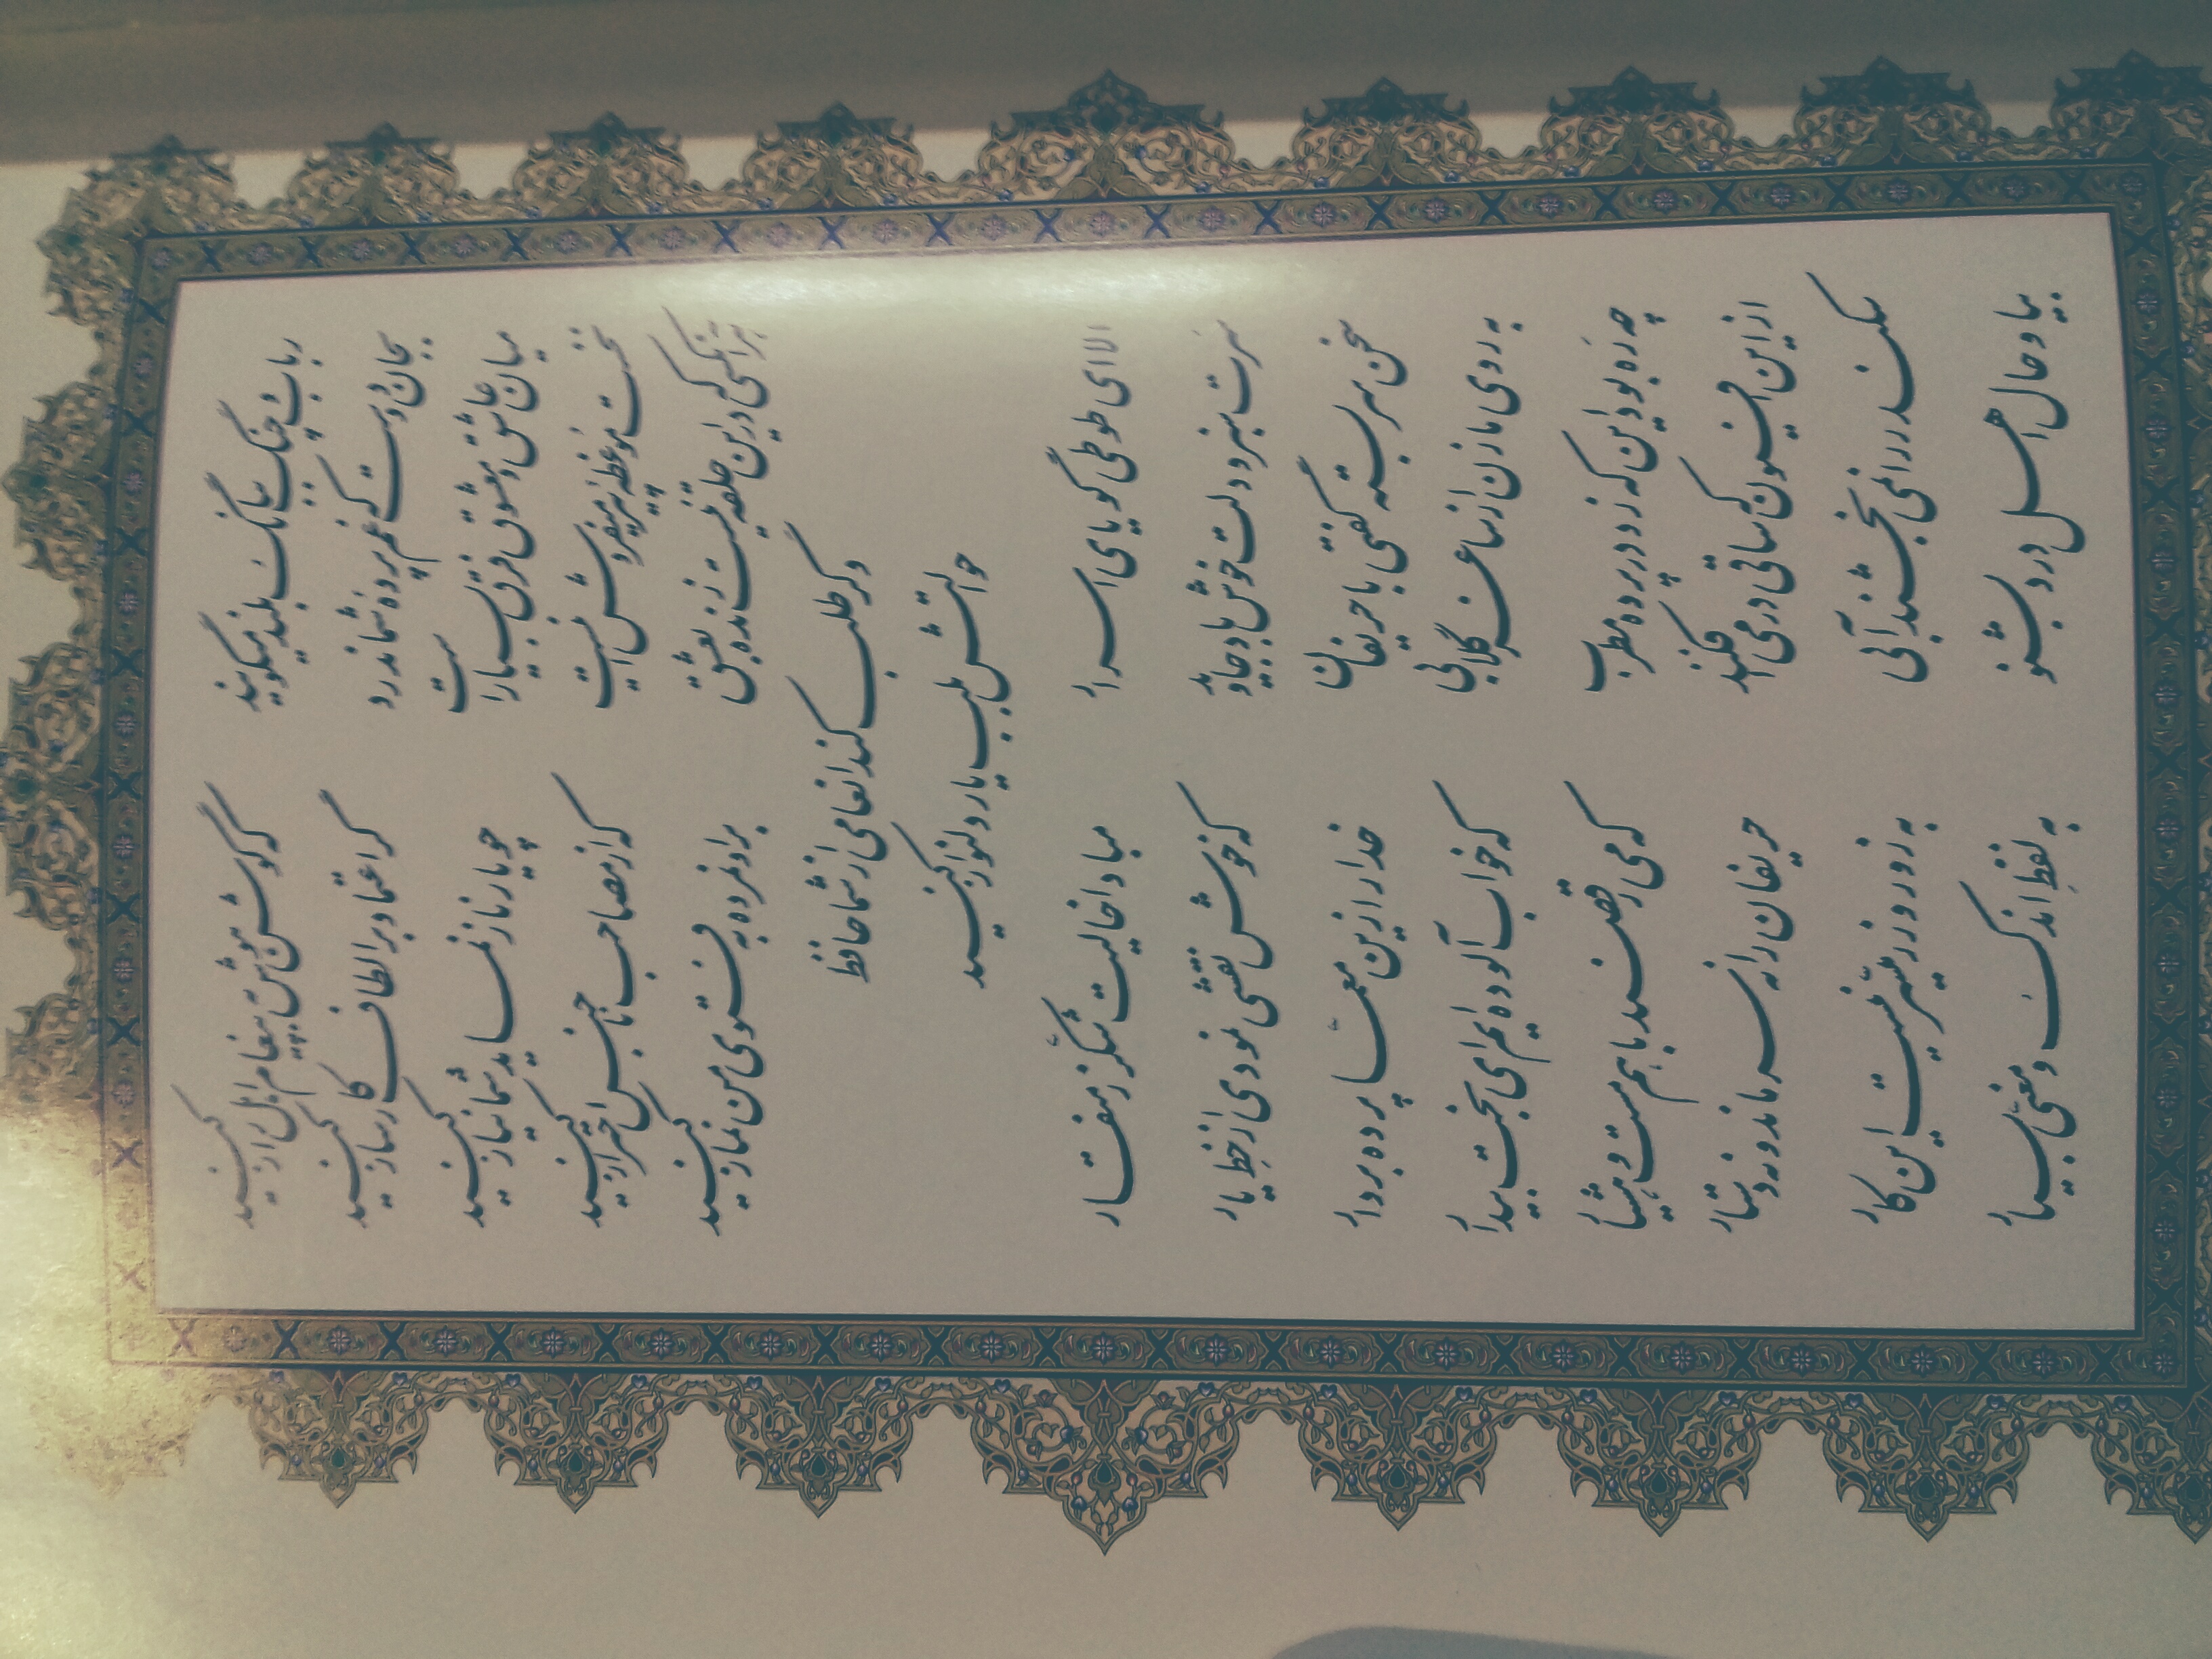 رباب و چنگ ببانگ بلند میگویند که گوش هوش به پیغام اهل راز کنید
بجان دوست که غم پرده شما ندرد گر اعتماد بر الطاف کارساز کنید
میان عاشق و معشوق فرق بسیار است چو یار ناز نماید شما نیاز کنید
نخست موعظهٔ پیر میفروش اینست که از مصاحب ناجنس احتراز کنید
هر آنکسی که در این حلقه نیست زنده بعشق بر او نمرده به فتوی من نماز کنید
وگر طلب کند انعامی از شما حافظ
حوالتش بلب یار دلنواز کنید
الا ای طوطی گویای اسرار مبادا خالیت شکّر ز منقار
سَرت سبز و دلت خوش باد جاوید که خوش نقشی نمودی از خطِ یار
سخن سربسته گفتی با حریفان خدا را زین معمّا پرده بردار
به روی ما زن از ساغر گلابی که خواب آلوده ایم ای بخت بیدار
چه رَه بود این که زد در پرده مطرب که می رقصند با هم مست و هشیار
از این افیون که ساقی در می افکند حریفان را نه سر ماند و نه دستار
سکندر را نمی بخشند آبی به زور و زر میّسر نیست این کار
بیا و حال اهل درد بشنو به لفظِ اندک و معنّی بسیار